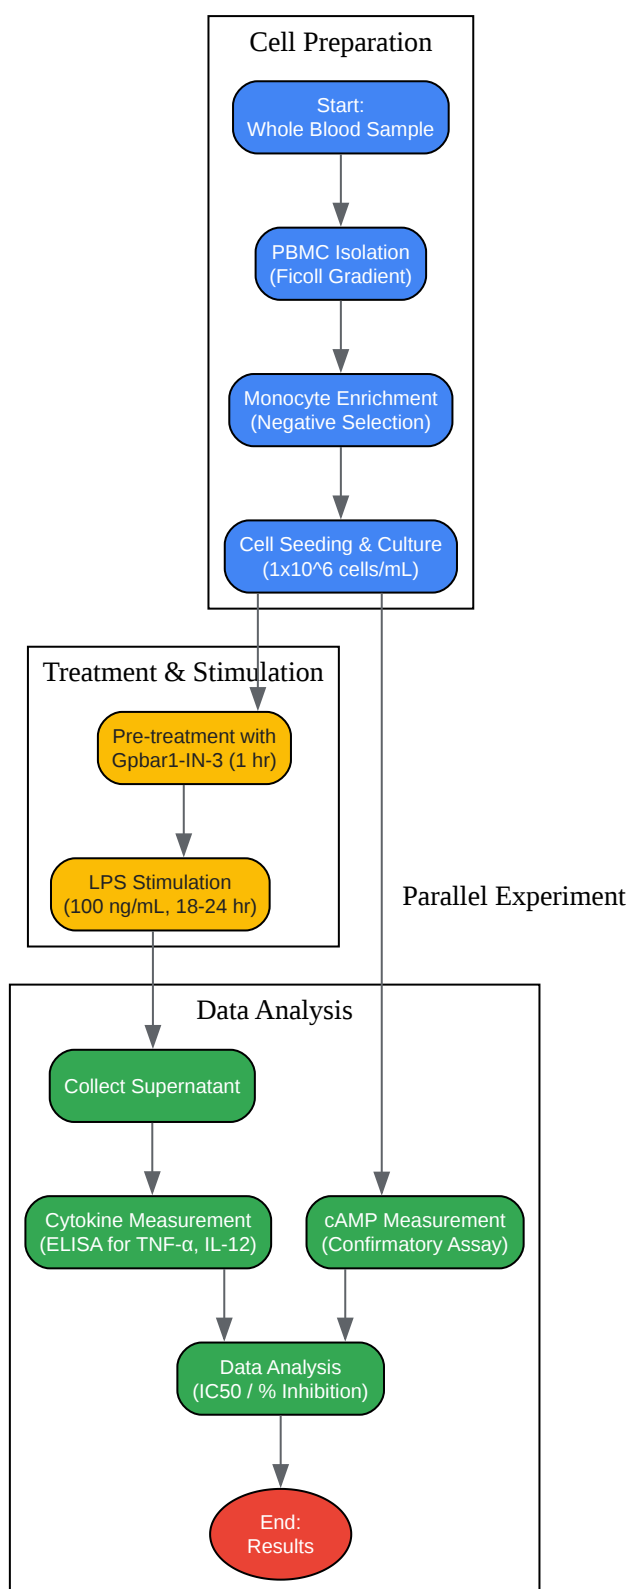 Cell Preparation
Start:
Whole Blood Sample
PBMC Isolation
(Ficoll Gradient)
Monocyte Enrichment
(Negative Selection)
Cell Seeding & Culture
(1x10^6 cells/mL)
Treatment & Stimulation
Pre-treatment with
Gpbar1-IN-3 (1 hr)
LPS Stimulation
(100 ng/mL, 18-24 hr)
Parallel Experiment
Data Analysis
Collect Supernatant
Cytokine Measurement
(ELISA for TNF-α, IL-12)
cAMP Measurement
(Confirmatory Assay)
Data Analysis
(IC50 / % Inhibition)
End:
Results